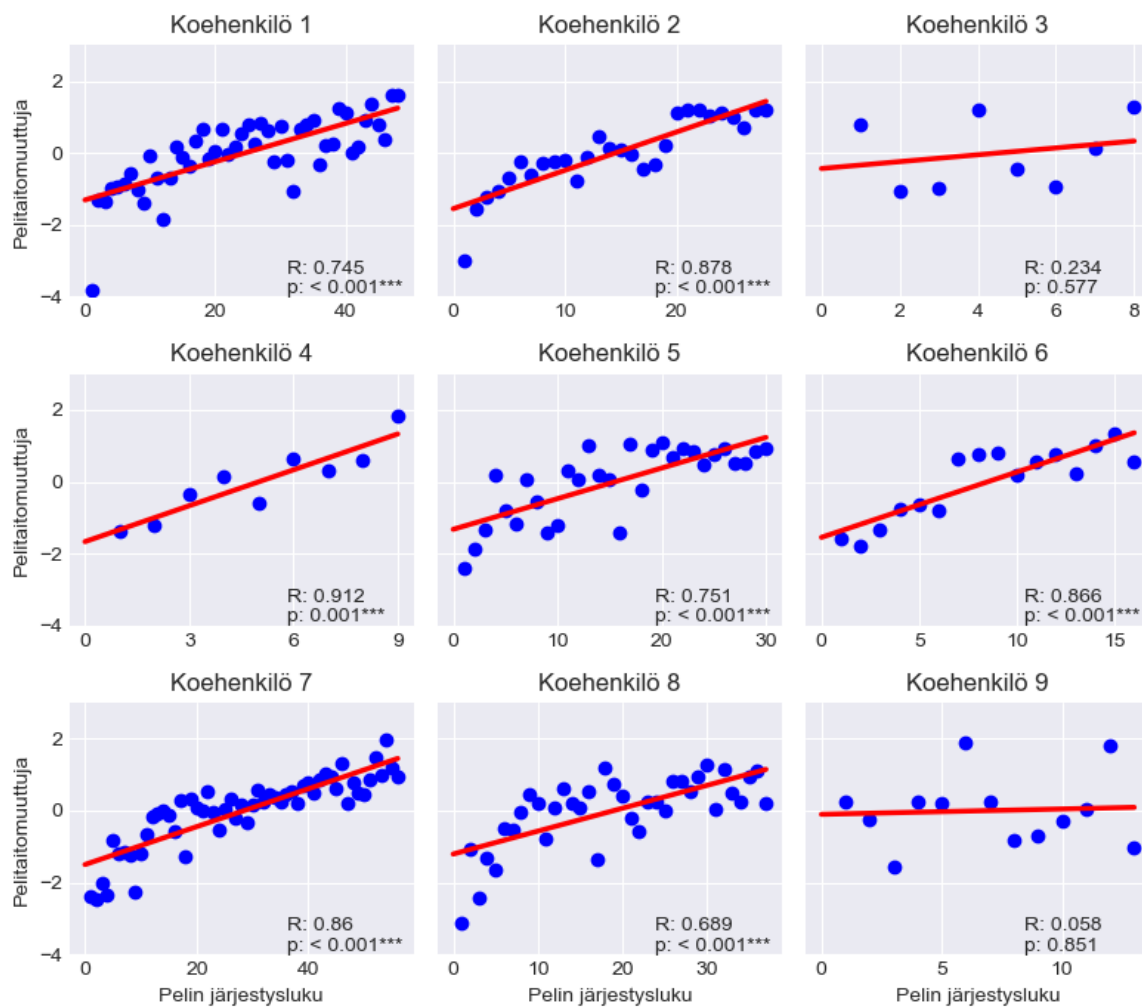 Koehenkilö 1
Koehenkilö 2
Koehenkilö 3
Pelitaitomuuttuja
2
0
−2
−4
R: 0.745
p: < 0.001***
R: 0.878
p: < 0.001***
R: 0.234
p: 0.577
0 20 40
0 10 20
0 2 4 6 8
Koehenkilö 4
Koehenkilö 5
Koehenkilö 6
Pelitaitomuuttuja
2
0
−2
−4
R: 0.912
p: 0.001***
R: 0.751
p: < 0.001***
R: 0.866
p: < 0.001***
0 3 6 9
0 10 20 30
0 5 10 15
Koehenkilö 7
Koehenkilö 8
Koehenkilö 9
Pelitaitomuuttuja
2
0
−2
−4
R: 0.86
p: < 0.001***
R: 0.689
p: < 0.001***
R: 0.058
p: 0.851
0 20 40
0 10 20 30
0 5 10
Pelin järjestysluku
Pelin järjestysluku
Pelin järjestysluku